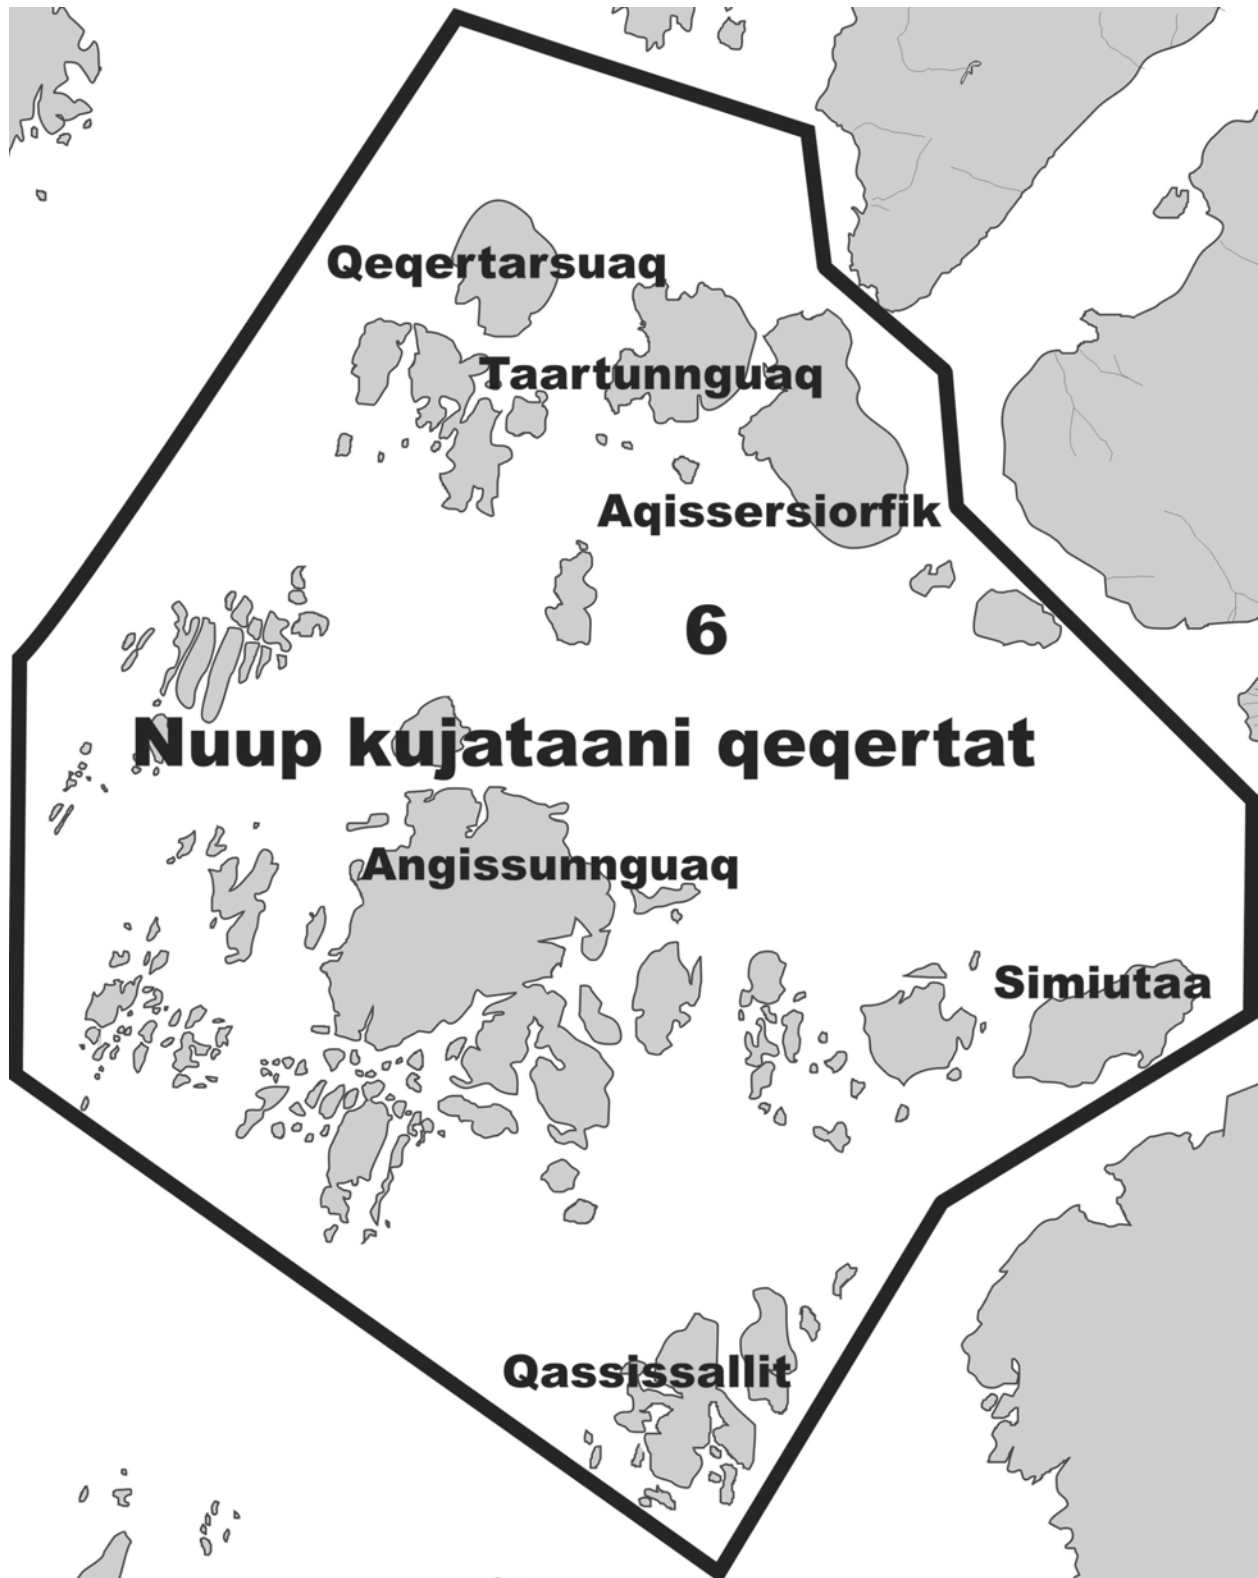 Qeqertarsuaq
Taartunnguaq
Aqissersiorfik
6
Nuup kujataani qeqertat
Angissunnguaq
Simiutaa
Qassissallit